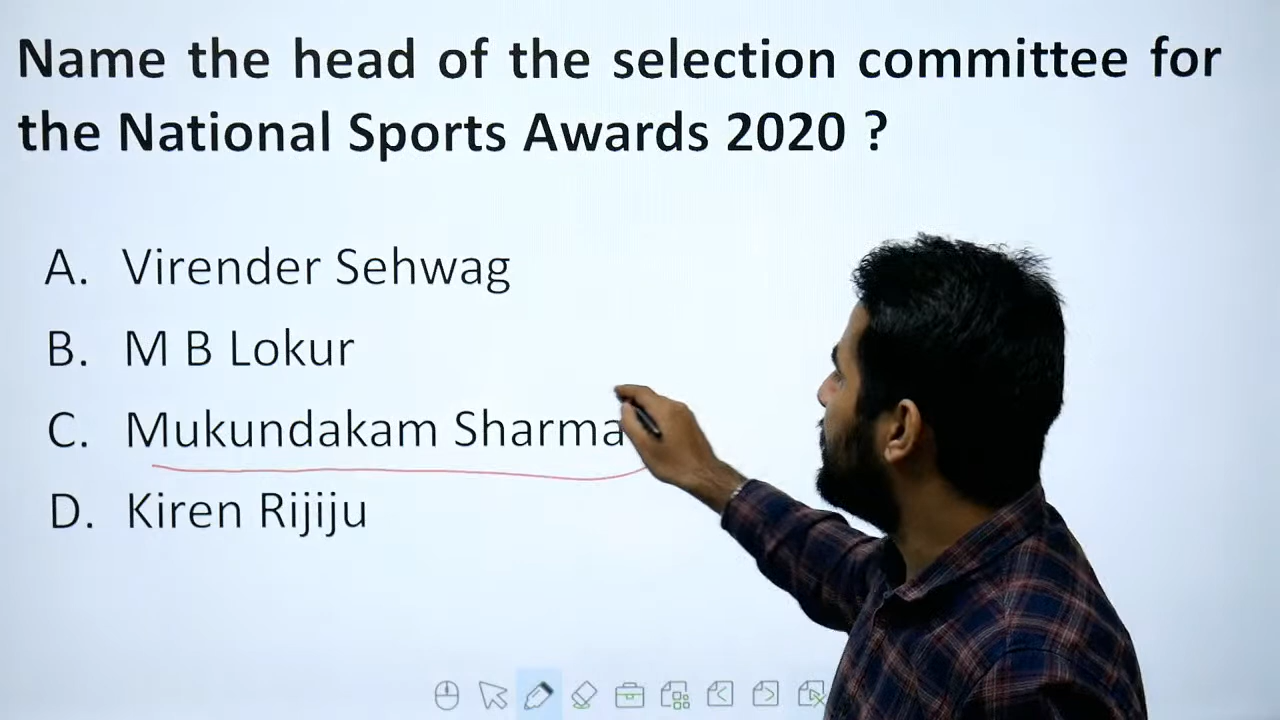 Name the head of the selection committee for
the National Sports Awards 2020 ?
A. Virender Sehwag
B. M B Lokur
C. Mukundakam Sharma
D. Kiren Rijiju